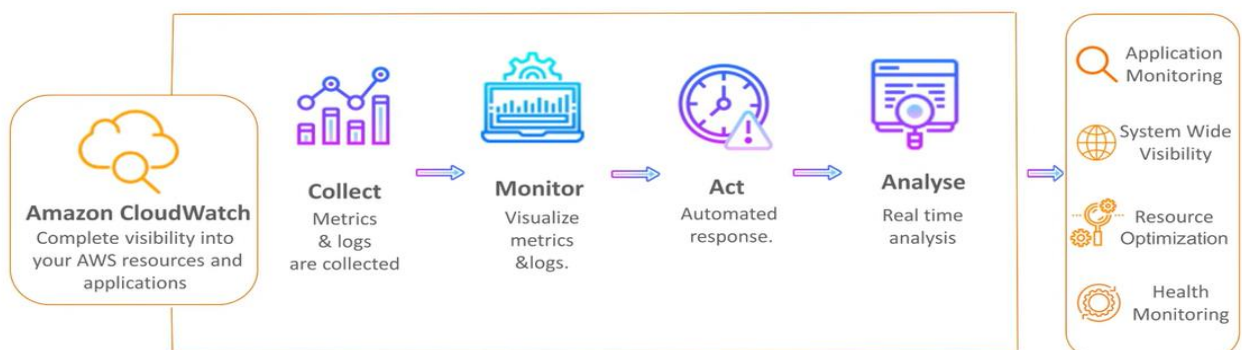 Amazon CloudWatch
Complete visibility into
your AWS resources and
applications
Collect
Metrics
& logs
are collected
Monitor
Visualize
metrics
&logs.
Act
Automated
response.
Analyse
Real time
analysis
Application
Monitoring
System Wide
Visibility
Resource
Optimization
Health
Monitoring